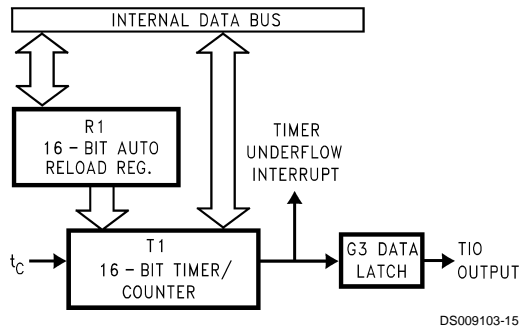 INTERNAL DATA BUS
R1
16 – BIT AUTO
RELOAD REG.
TIMER
UNDERFLOW
INTERRUPT
tC
T1
16 – BIT TIMER/
COUNTER
G3 DATA
LATCH
TIO
OUTPUT
DS009103-15